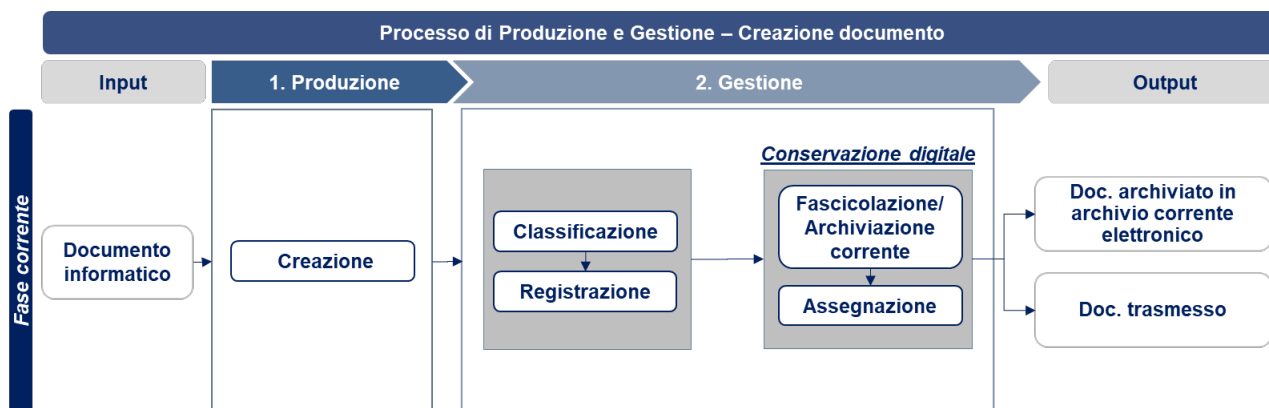 Processo di Produzione e Gestione – Creazione documento
Input
1. Produzione
2. Gestione
Output
Fase corrente
Documento
informatico
Creazione
Classificazione
Registrazione
Conservazione digitale
Fascicolazione/
Archiviazione
corrente
Assegnazione
Doc. archiviato in
archivio corrente
elettronico
Doc. trasmesso